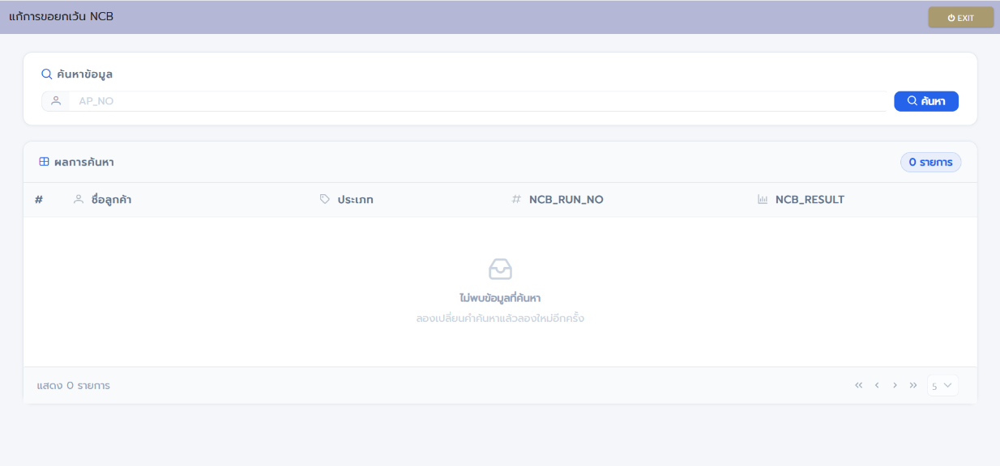 แก้การขอยกเว้น NCB
EXIT
ค้นหาข้อมูล
AP_NO
ค้นหา
ผลการค้นหา
0 รายการ
# ชื่อลูกค้า ประเภท # NCB_RUN_NO NCB_RESULT
ไม่พบข้อมูลที่ค้นหา
ลองเปลี่ยนคำค้นหาแล้วลองใหม่อีกครั้ง
แสดง 0 รายการ
« ‹ › » 5